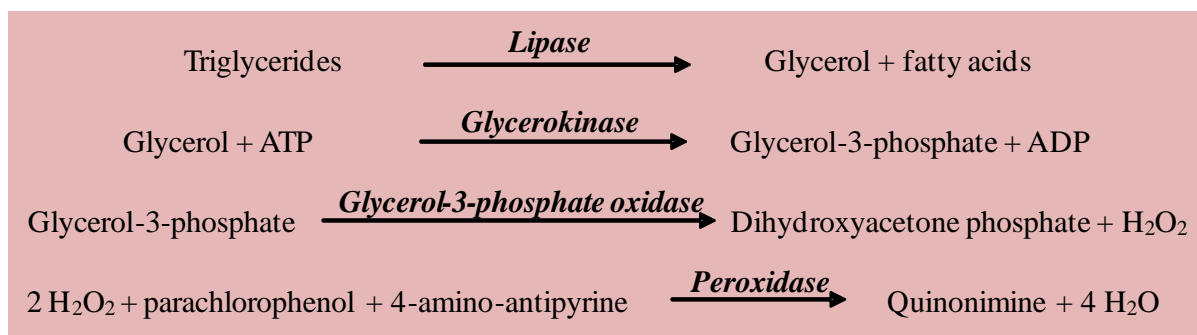 Triglycerides Lipase Glycerol + fatty acids
Glycerol + ATP Glycerokinase Glycerol-3-phosphate + ADP
Glycerol-3-phosphate Glycerol-3-phosphate oxidase Dihydroxyacetone phosphate + H₂O₂
2 H₂O₂ + parachlorophenol + 4-amino-antipyrine Peroxidase Quinonimine + 4 H₂O